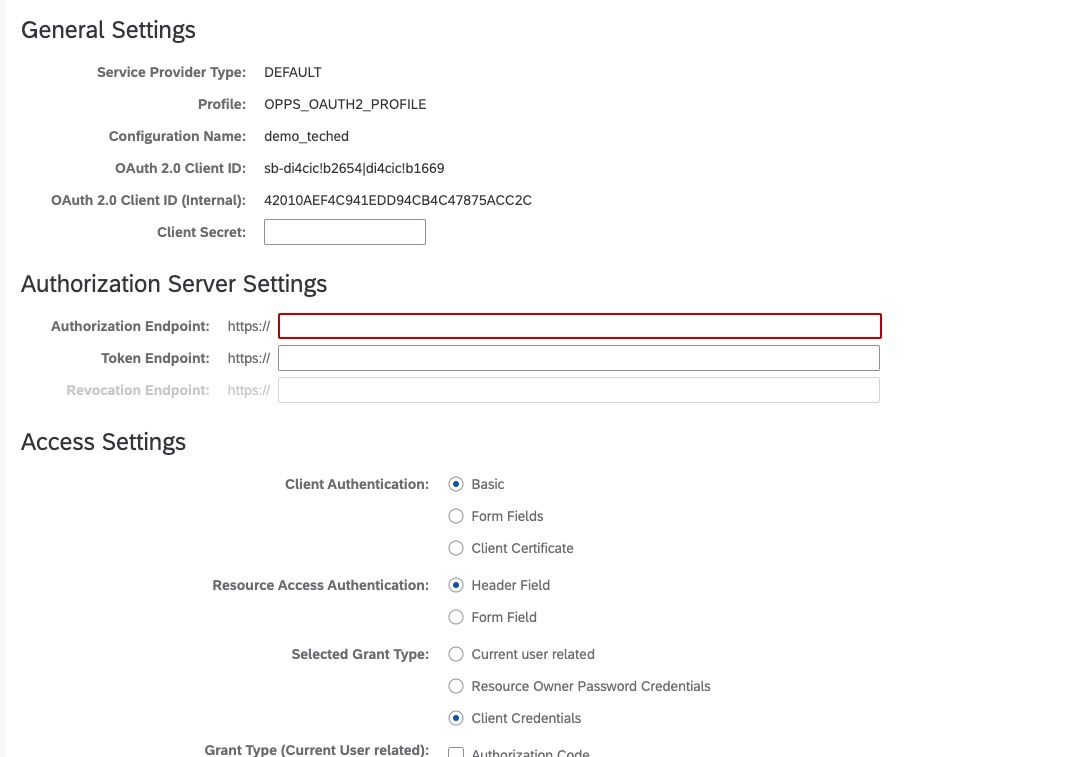 General Settings
Service Provider Type: DEFAULT
Profile: OPPS_OAUTH2_PROFILE
Configuration Name: demo_teched
OAuth 2.0 Client ID: sb-di4cic!b2654|di4cic!b1669
OAuth 2.0 Client ID (Internal): 42010AEF4C941EDD94CB4C47875ACC2C
Client Secret:
Authorization Server Settings
Authorization Endpoint: https://
Token Endpoint: https://
Revocation Endpoint: https://
Access Settings
Client Authentication: Basic
Form Fields
Client Certificate
Resource Access Authentication: Header Field
Form Field
Selected Grant Type: Current user related
Resource Owner Password Credentials
Client Credentials
Grant Type (Current User related): Authorization Code